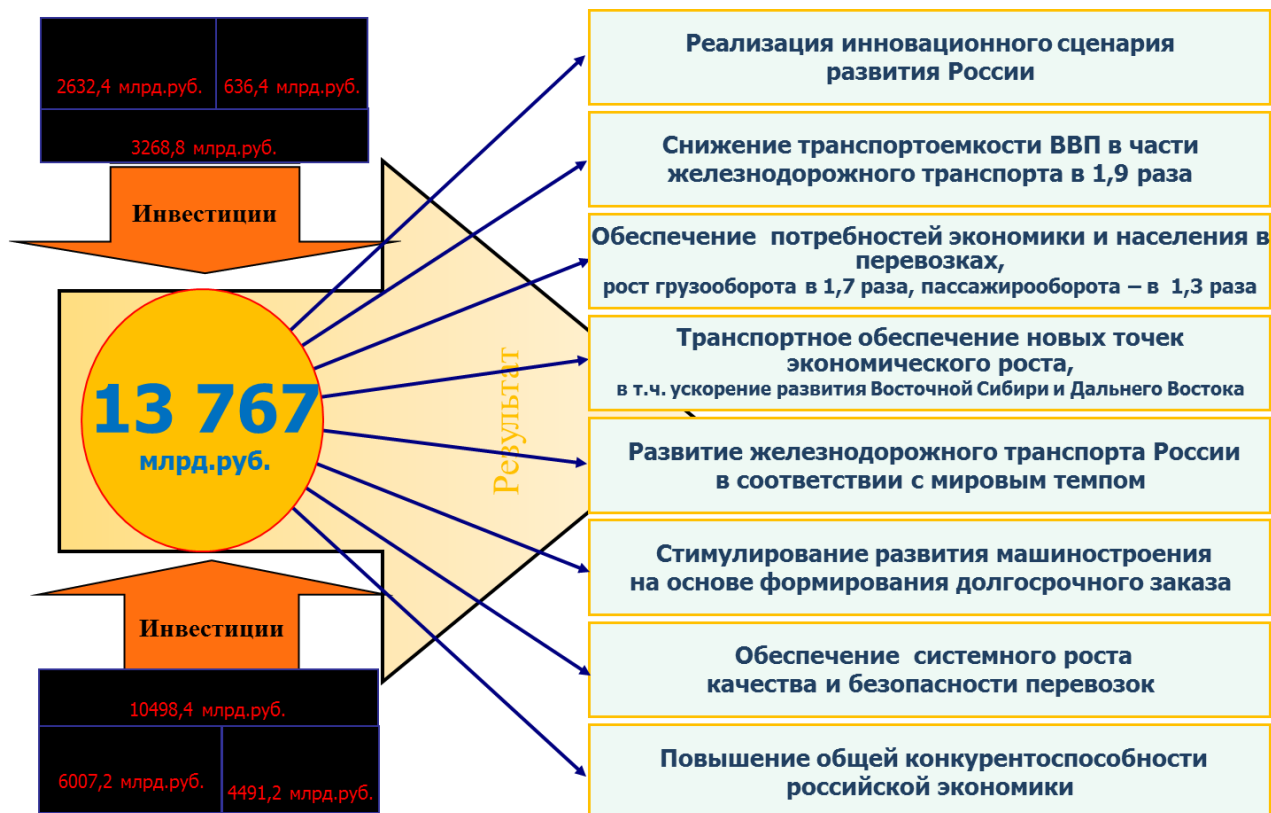 2632,4 млрд.руб.
636,4 млрд.руб.
3268,8 млрд.руб.
Инвестиции
13 767
млрд.руб.
Инвестиции
10498,4 млрд.руб.
6007,2 млрд.руб.
4491,2 млрд.руб.
Результат
Реализация инновационного сценария
развития России
Снижение транспортоемкости ВВП в части
железнодорожного транспорта в 1,9 раза
Обеспечение потребностей экономики и населения в
перевозках,
рост грузооборота в 1,7 раза, пассажирооборота – в 1,3 раза
Транспортное обеспечение новых точек
экономического роста,
в т.ч. ускорение развития Восточной Сибири и Дальнего Востока
Развитие железнодорожного транспорта России
в соответствии с мировым темпом
Стимулирование развития машиностроения
на основе формирования долгосрочного заказа
Обеспечение системного роста
качества и безопасности перевозок
Повышение общей конкурентоспособности
российской экономики